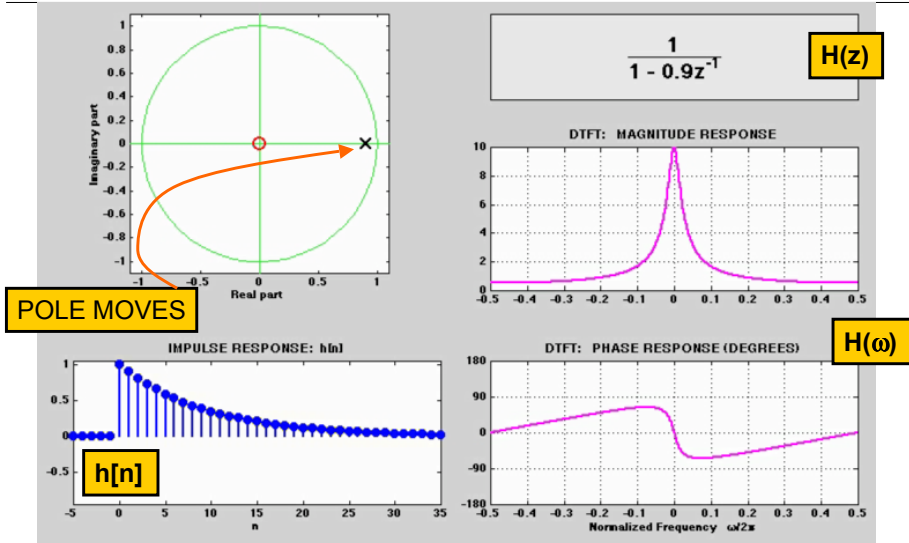 1
0.8
0.6
0.4
0.2
0
-0.2
-0.4
-0.6
-0.8
-1
Imaginary part
-1 -0.5 0 0.5 1
Real part
POLE MOVES
1
1 - 0.9z^-1
H(z)
DTFT: MAGNITUDE RESPONSE
10
8
6
4
2
0
-0.5 -0.4 -0.3 -0.2 -0.1 0 0.1 0.2 0.3 0.4 0.5
IMPULSE RESPONSE: h[n]
1
0.5
0
-0.5
h[n]
-5 0 5 10 15 20 25 30 35
n
H(ω)
DTFT: PHASE RESPONSE (DEGREES)
180
90
0
-90
-180
-0.5 -0.4 -0.3 -0.2 -0.1 0 0.1 0.2 0.3 0.4 0.5
Normalized Frequency ω/2π